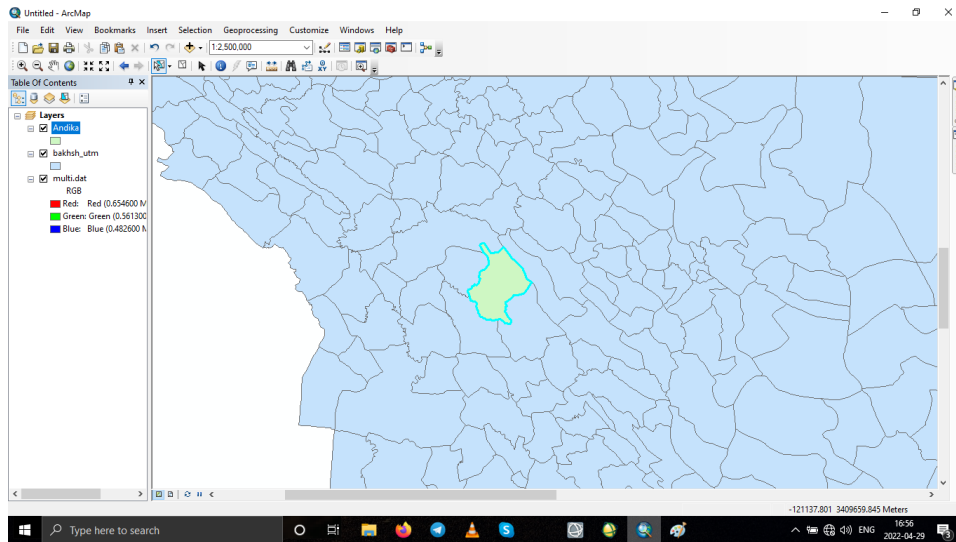 Untitled - ArcMap
File Edit View Bookmarks Insert Selection Geoprocessing Customize Windows Help
1:2,500,000
Table Of Contents
Layers
Andika
bakhsh_utm
multi.dat
RGB
Red: Red (0.654600 M
Green: Green (0.561300
Blue: Blue (0.482600 N
-121137.801 3409659.845 Meters
Type here to search
ENG
16:56
2022-04-29
3